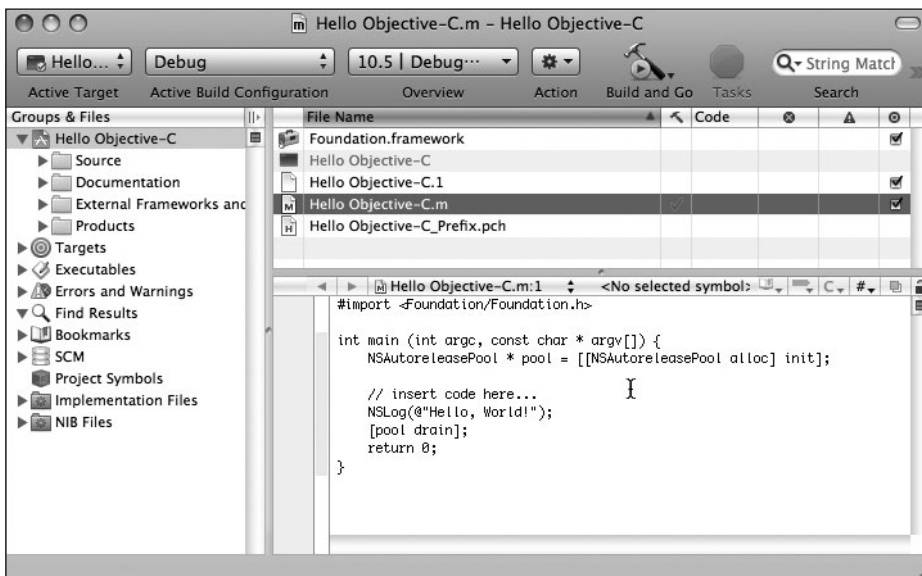 Hello Objective-C.m – Hello Objective-C
Hello... Debug 10.5 | Debug··· String Match
Active Target Active Build Configuration Overview Action Build and Go Tasks Search
Groups & Files
Hello Objective-C
Source
Documentation
External Frameworks and
Products
Targets
Executables
Errors and Warnings
Find Results
Bookmarks
SCM
Project Symbols
Implementation Files
NIB Files
File Name Code
Foundation.framework
Hello Objective-C
Hello Objective-C.1
Hello Objective-C.m
Hello Objective-C_Prefix.pch
Hello Objective-C.m:1 <No selected symbol> C #
#import <Foundation/Foundation.h>
int main (int argc, const char * argv[]) {
NSAutoreleasePool * pool = [[NSAutoreleasePool alloc] init];
// insert code here...
NSLog(@"Hello, World!");
[pool drain];
return 0;
}